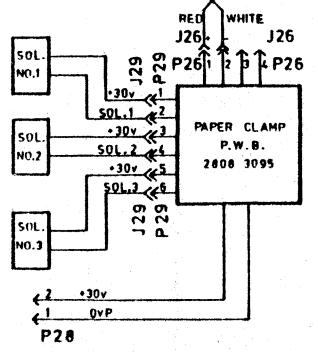 RED WHITE
J26 + - J26
P26 1 2 3 4 P26
SOL.
NO.1
J29 P29
+30v 1
SOL.1 2
+30v 3
SOL.
NO.2
SOL.2 4
+30v 5
SOL.3 6
PAPER CLAMP
P.W.B.
2808 3095
J29 P29
SOL.
NO.3
2 +30v
1 0vP
P28